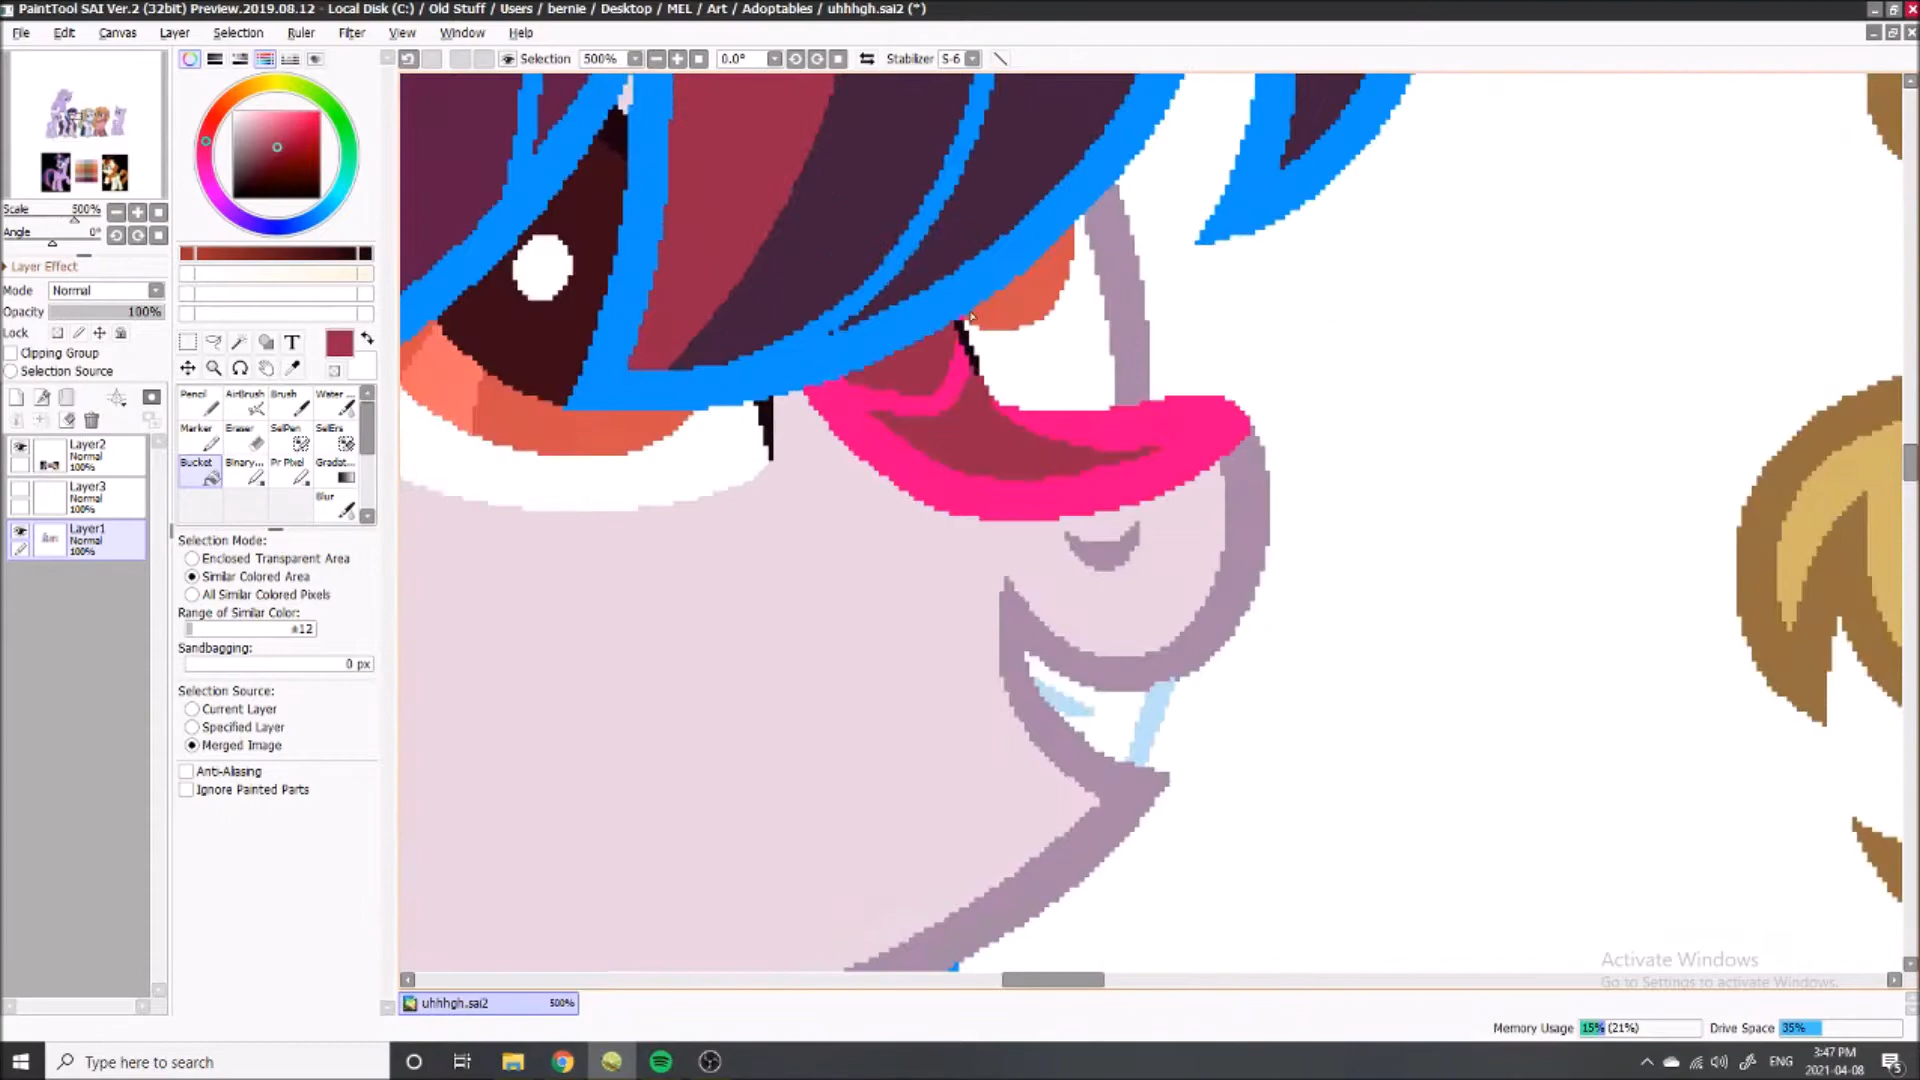 PaintTool SAI Ver.2 (32bit) Preview.2019.08.12 - Local Disk (C:) / Old Stuff / Users / bernie / Desktop / MEL / Art / Adoptables / uhhhgh.sai2 (*)
File Edit Canvas Layer Selection Ruler Filter View Window Help
Selection 500% 0.0° Stabilizer S-6
Scale 500%
Angle 0°
Layer Effect
Mode Normal
Opacity 100%
Lock
Clipping Group
Selection Source
Layer2
Normal
100%
Layer3
Normal
100%
Layer1
Normal
100%
T
Pencil AirBrush Brush Water ...
Marker Eraser SelPen SelErs
Bucket Binary... Pr Pixel Gradat...
Blur
Selection Mode:
Enclosed Transparent Area
Similar Colored Area
All Similar Colored Pixels
Range of Similar Color:
±12
Sandbagging:
0 px
Selection Source:
Current Layer
Specified Layer
Merged Image
Anti-Aliasing
Ignore Painted Parts
Activate Windows
Go to Settings to activate Windows.
uhhhgh.sai2 500%
Memory Usage 15% (21%) Drive Space 35%
Type here to search
ENG
3:47 PM
2021-04-08
5